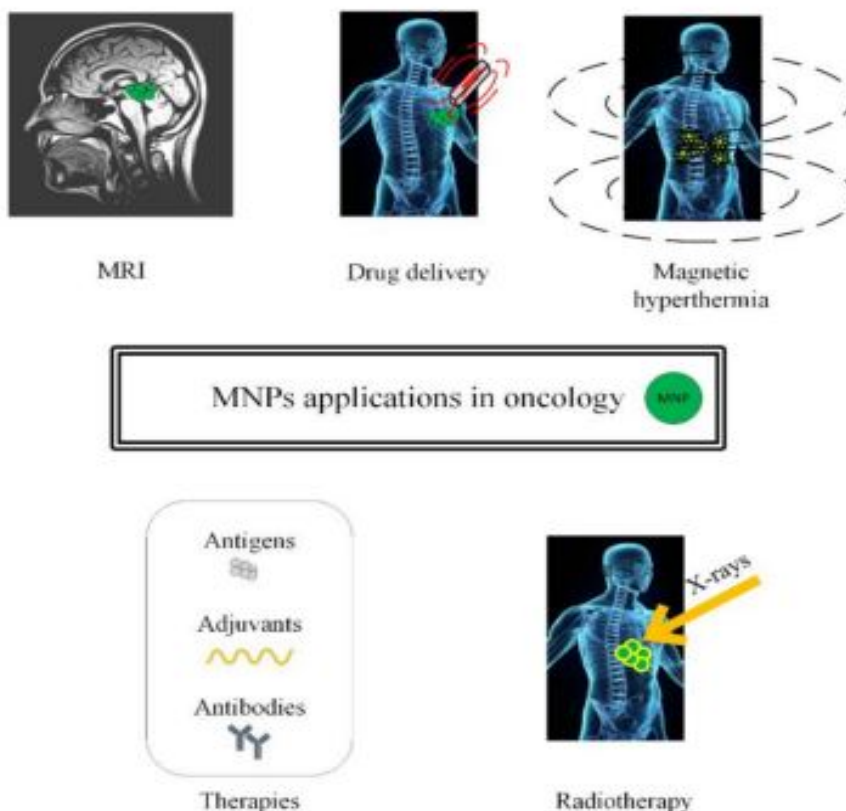 MRI
Drug delivery
Magnetic
hyperthermia
MNPs applications in oncology
MNP
Antigens
Adjuvants
Antibodies
X-rays
Therapies
Radiotherapy